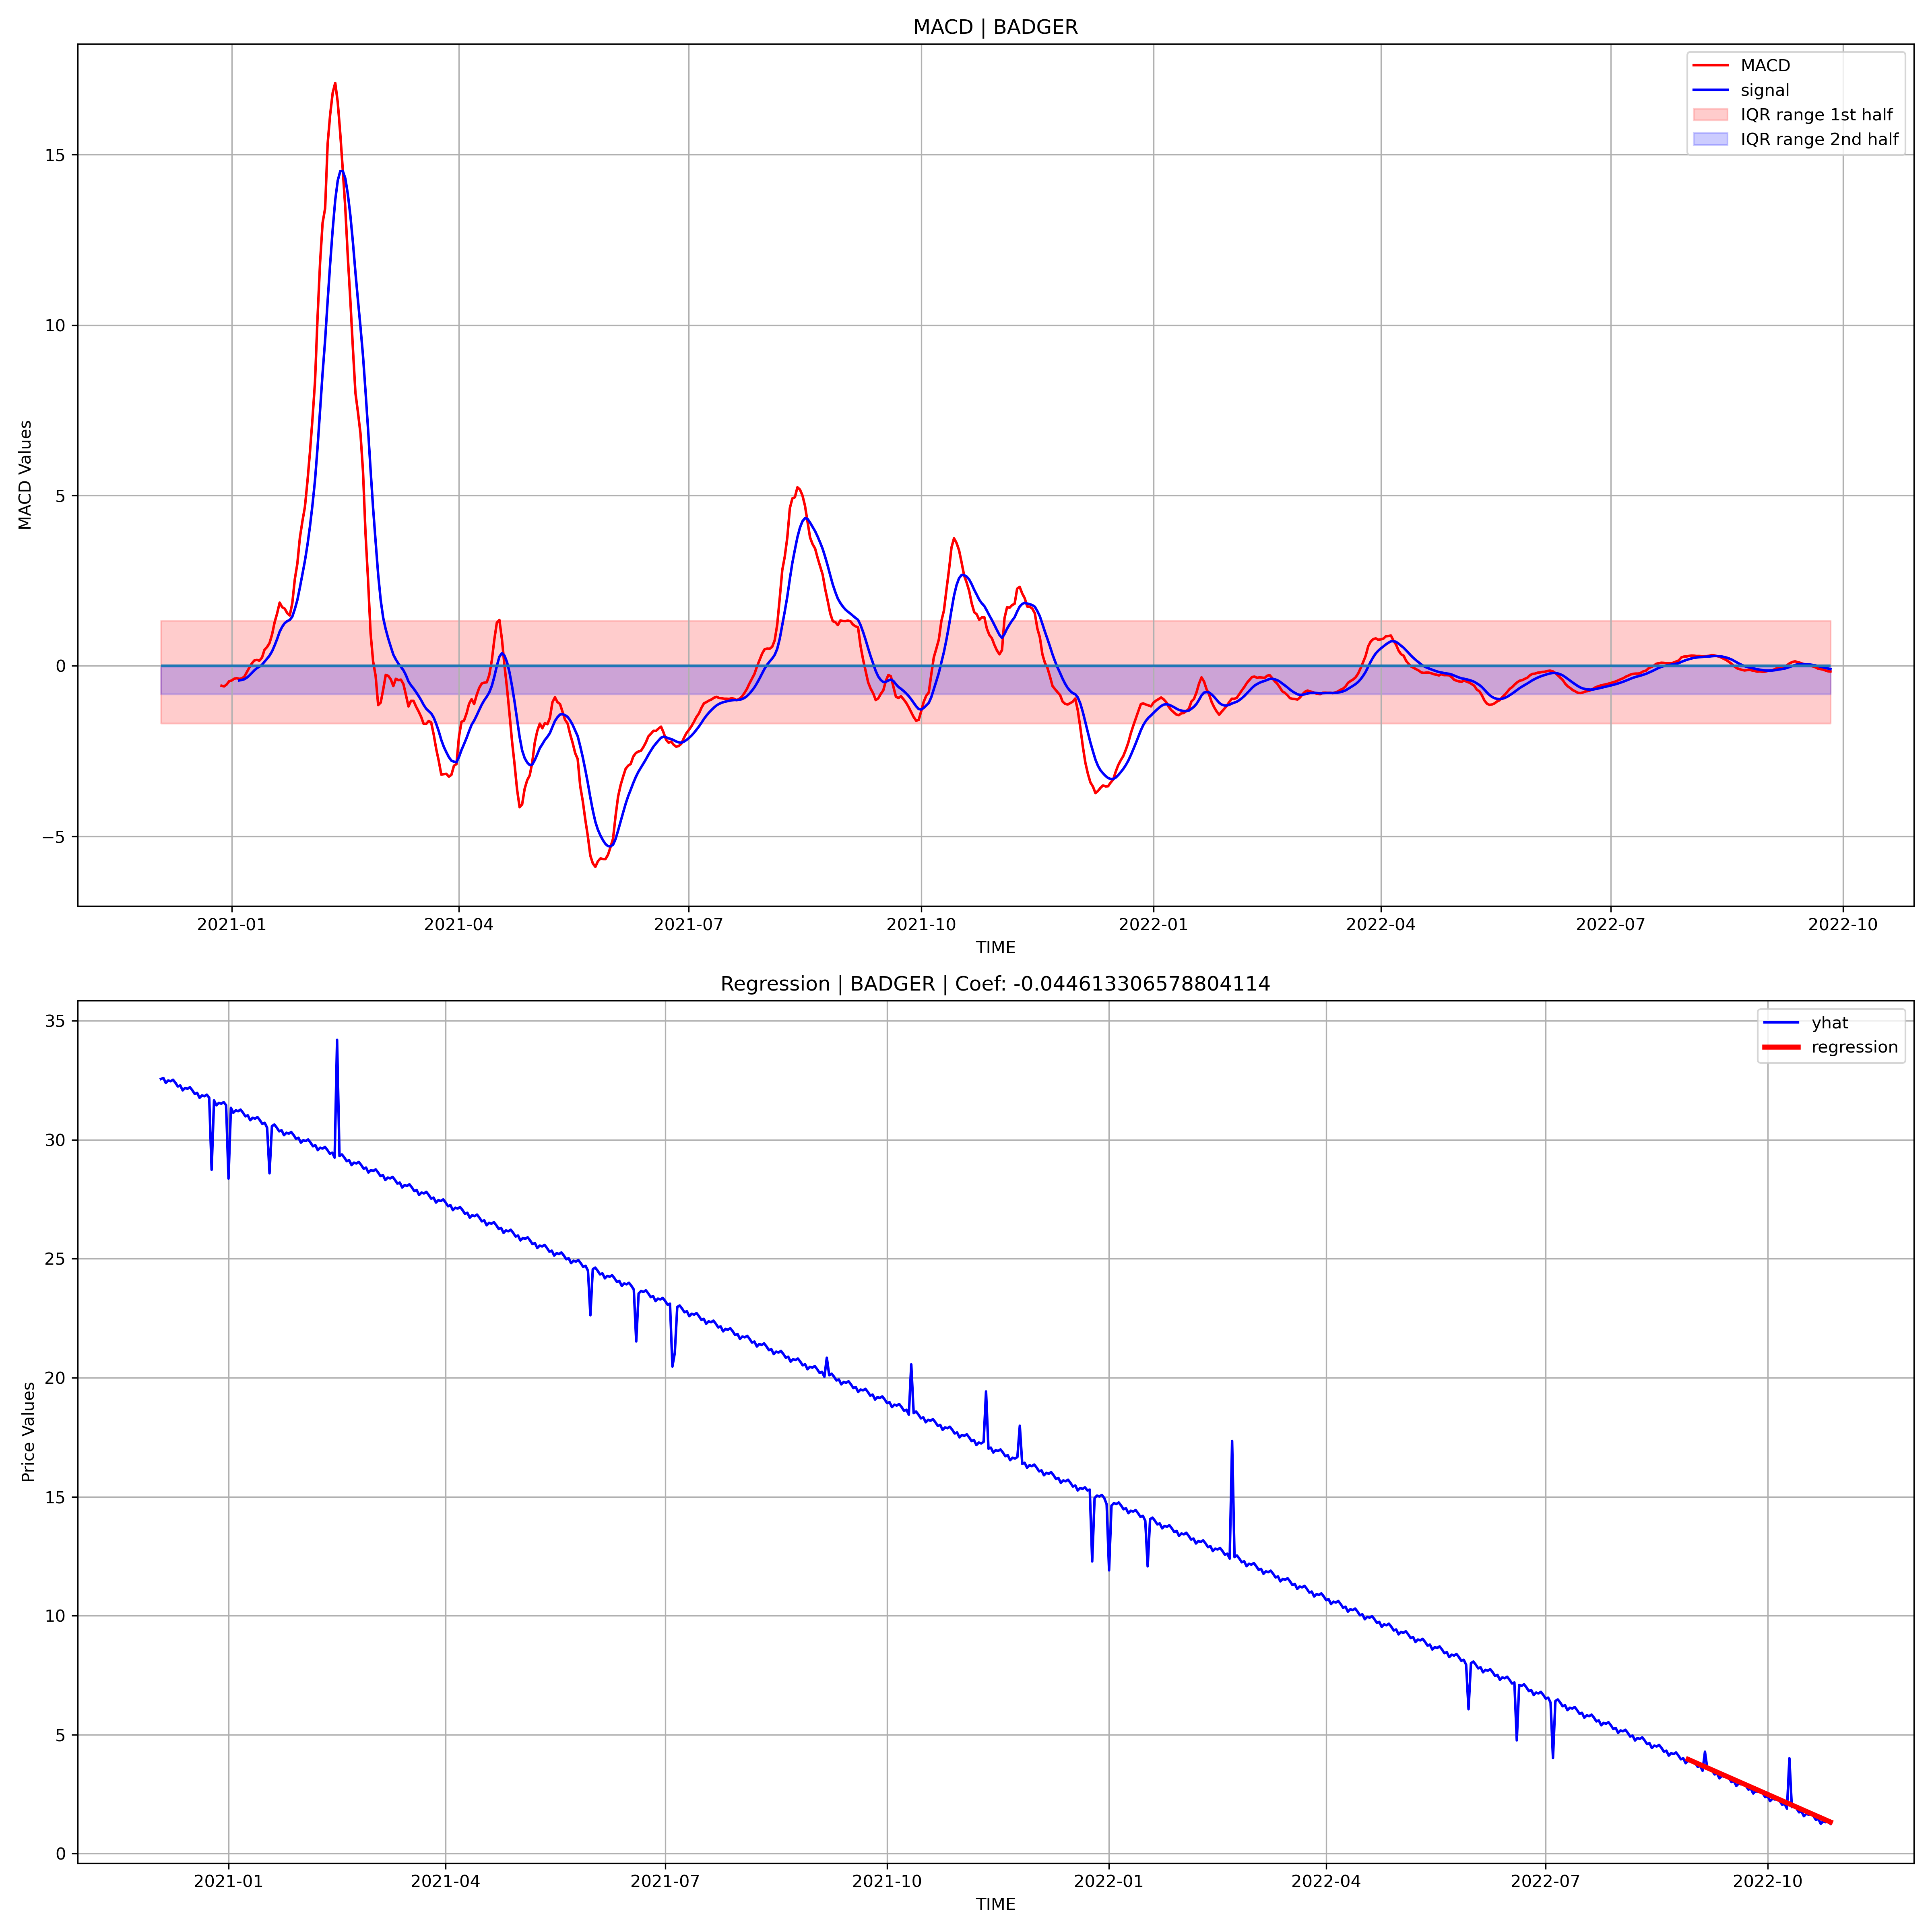 MACD | BADGER
MACD
signal
IQR range 1st half
IQR range 2nd half
MACD Values
15
10
5
0
−5
2021-01 2021-04 2021-07 2021-10 2022-01 2022-04 2022-07 2022-10
TIME
Regression | BADGER | Coef: -0.044613306578804114
yhat
regression
Price Values
35
30
25
20
15
10
5
0
2021-01 2021-04 2021-07 2021-10 2022-01 2022-04 2022-07 2022-10
TIME